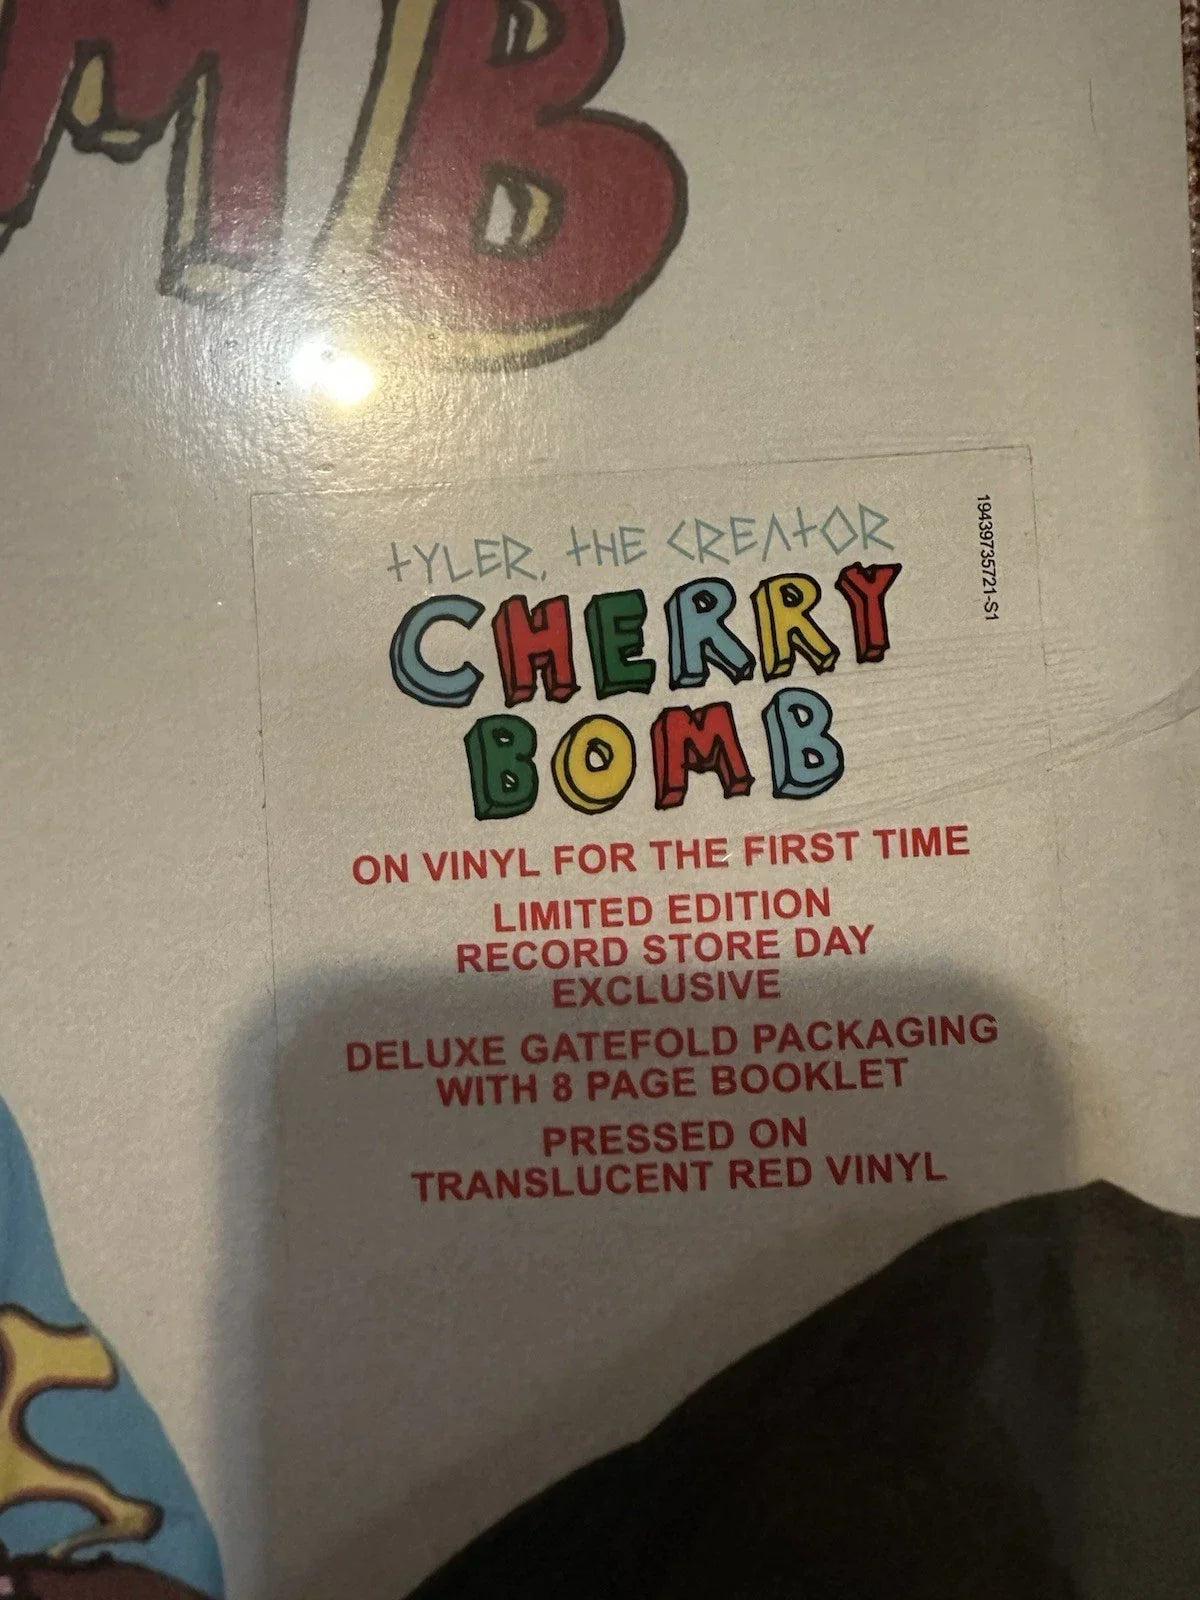 MB
TYLER, THE CREATOR
19439735721-S1
CHERRY
BOMB
ON VINYL FOR THE FIRST TIME
LIMITED EDITION
RECORD STORE DAY
EXCLUSIVE
DELUXE GATEFOLD PACKAGING
WITH 8 PAGE BOOKLET
PRESSED ON
TRANSLUCENT RED VINYL